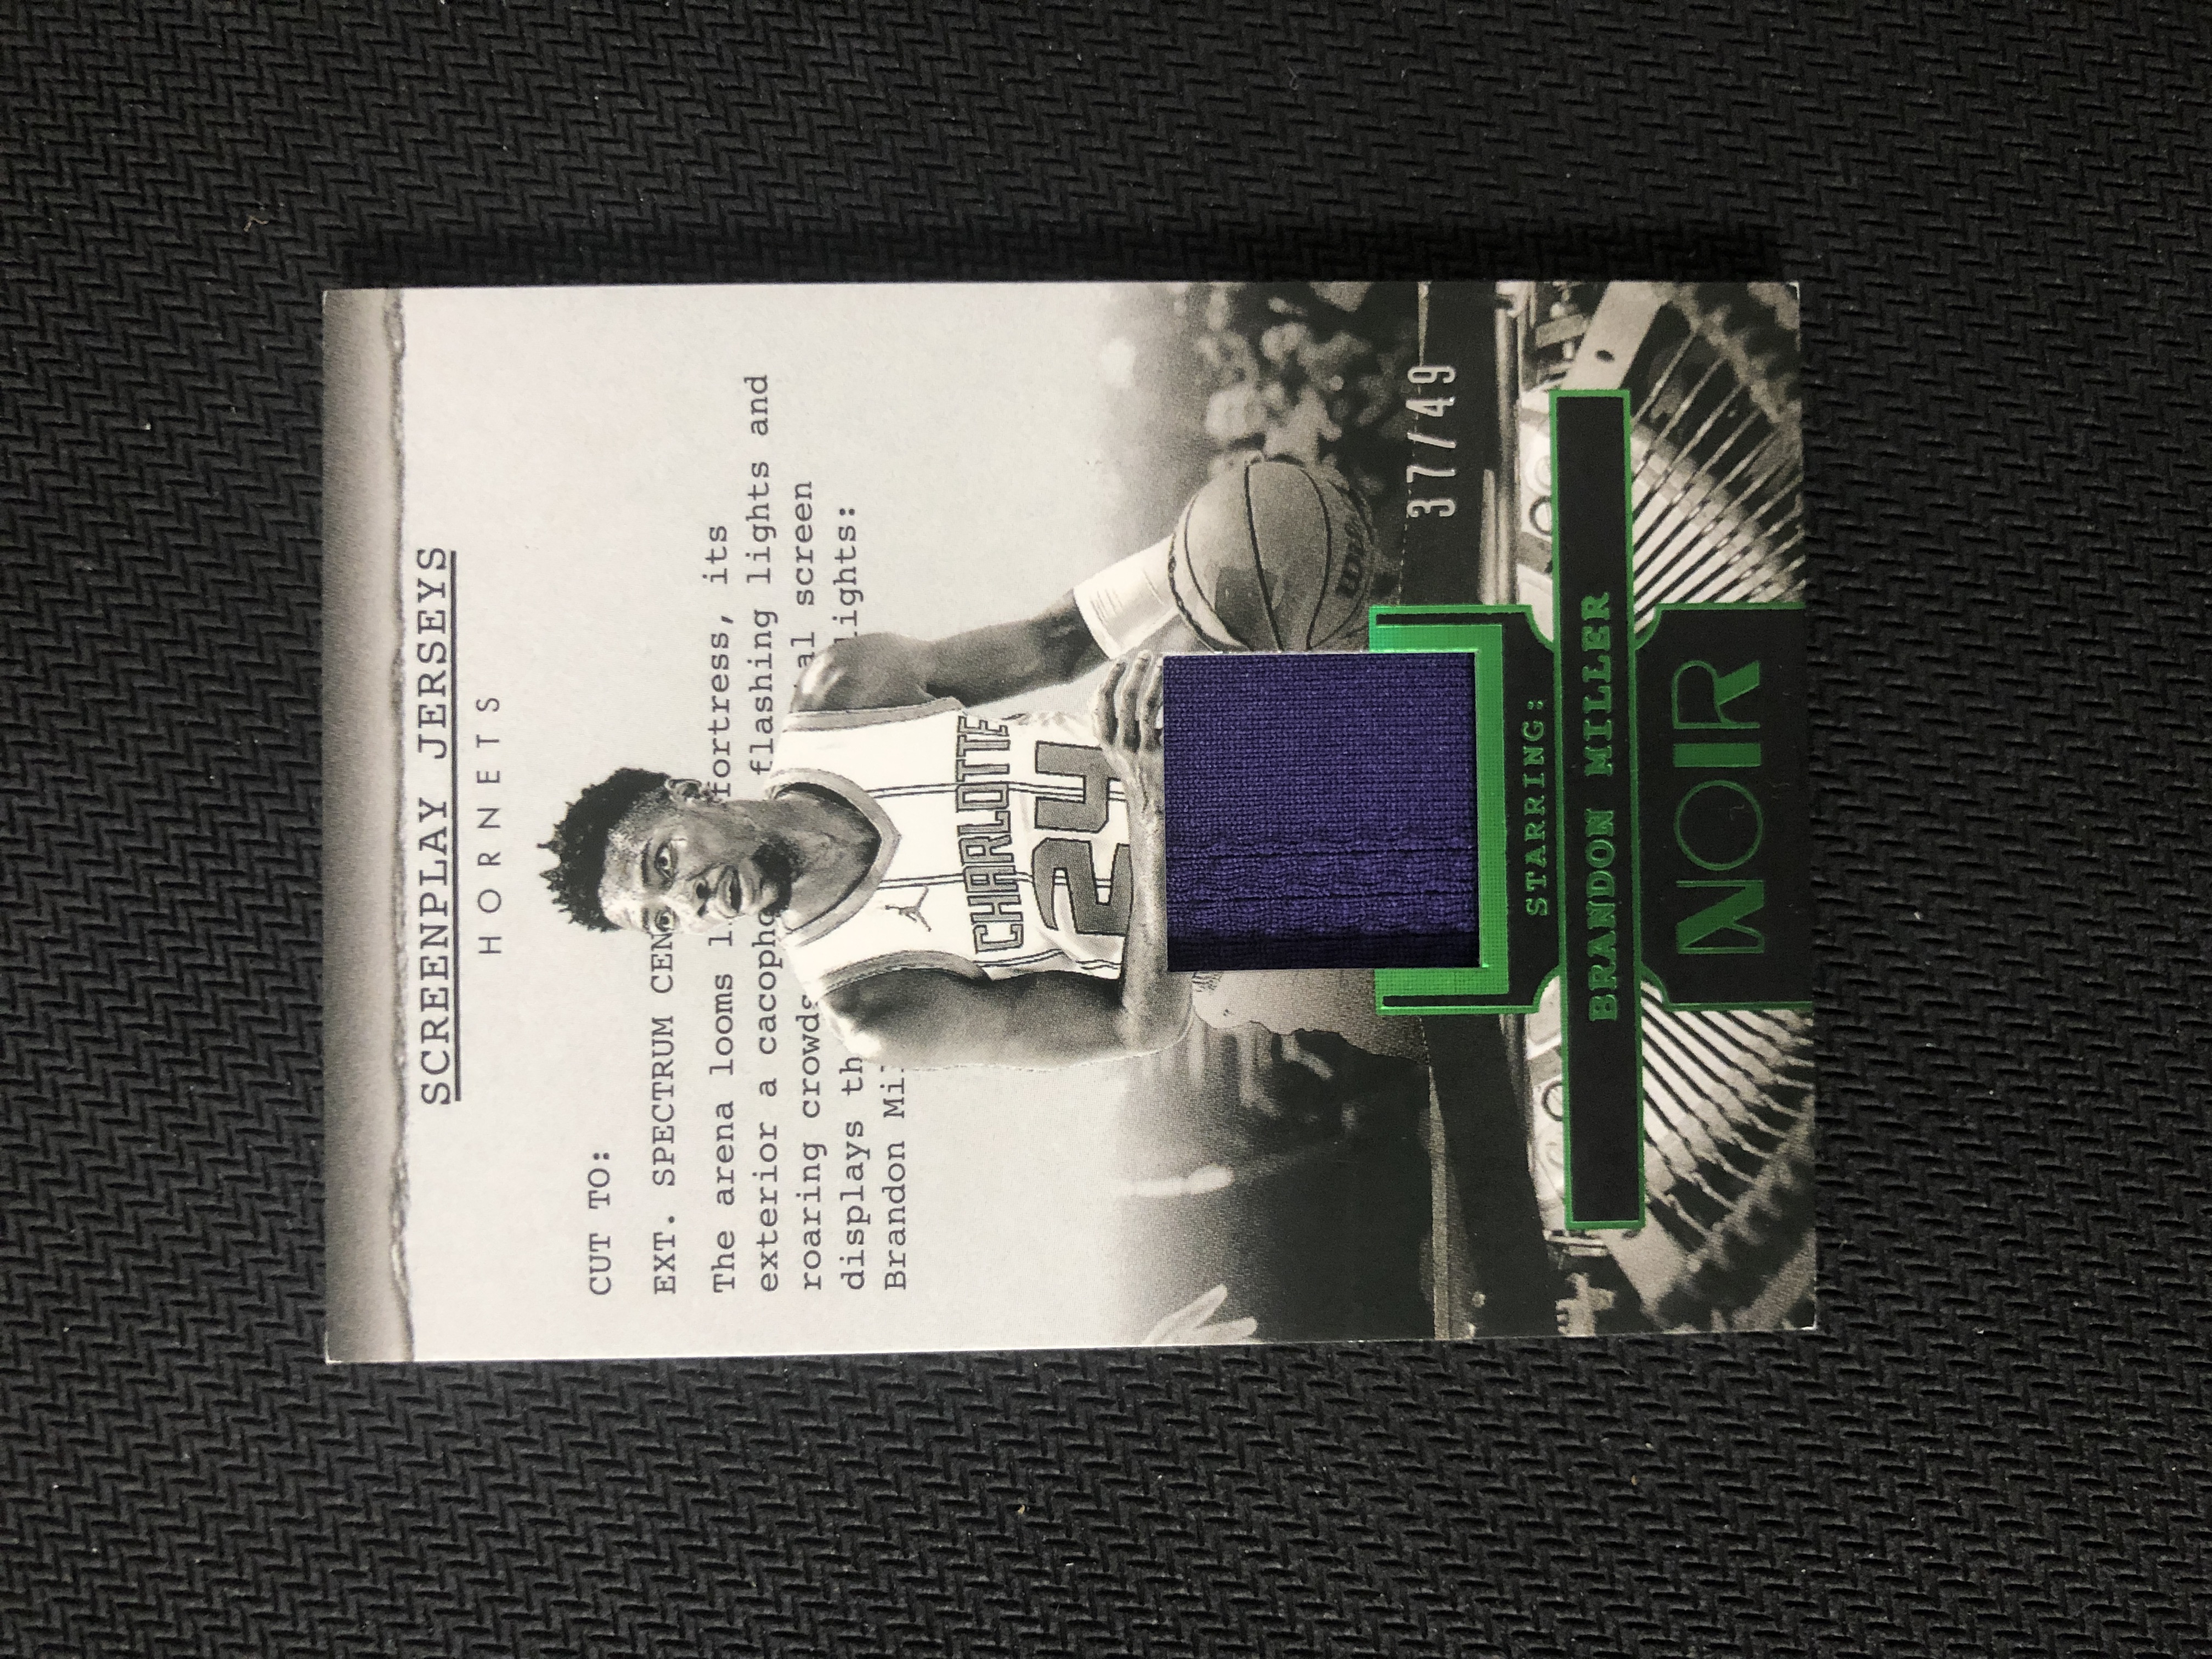 SCREENPLAY JERSEYS
HORNETS
CUT TO:
EXT. SPECTRUM CEN
The arena looms l fortress, its
exterior a cacopho flashing lights and
roaring crowds al screen
displays th ights:
Brandon Mil
CHARLOTTE
24
37/49
STARRING:
BRANDON MILLER
NOIR